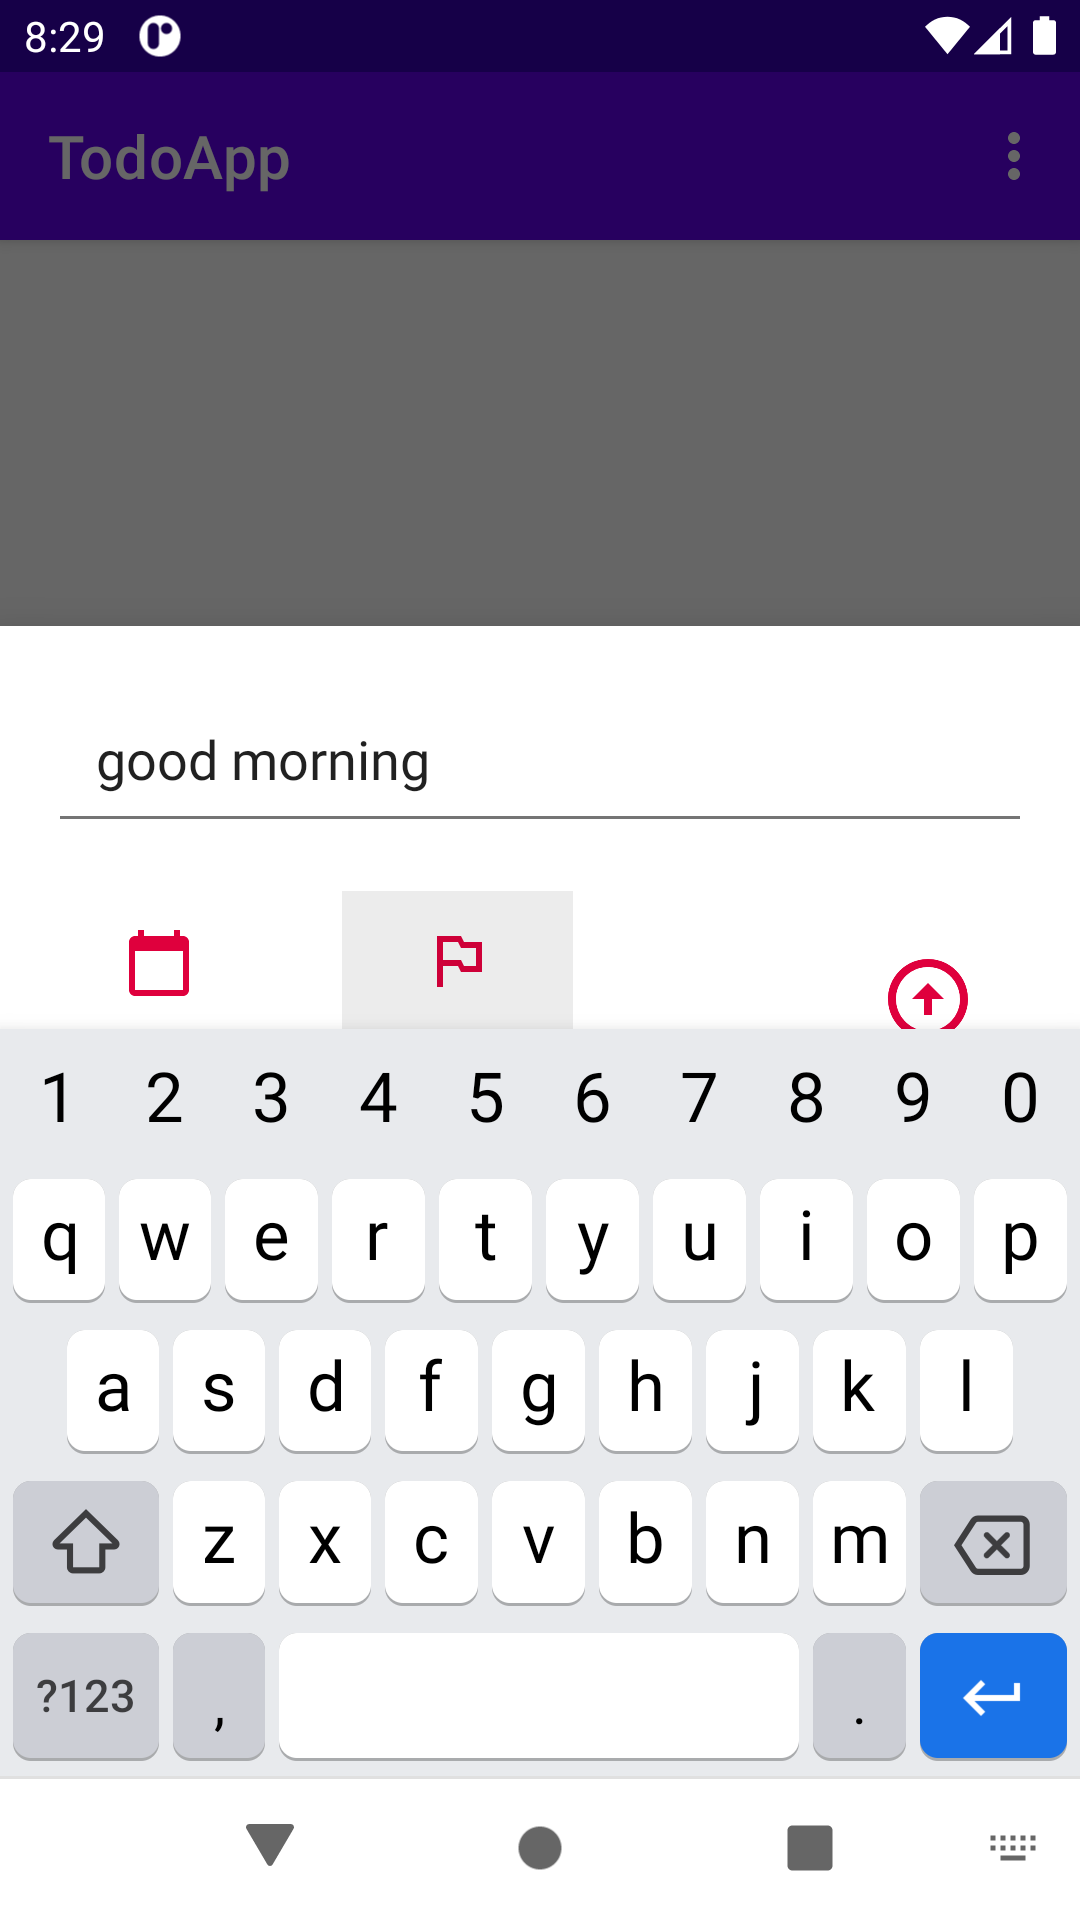 8:29
TodoApp
good morning
1 2 3 4 5 6 7 8 9 0
q w e r t y u i o p
a s d f g h j k l
z x c v b n m
?123 , .